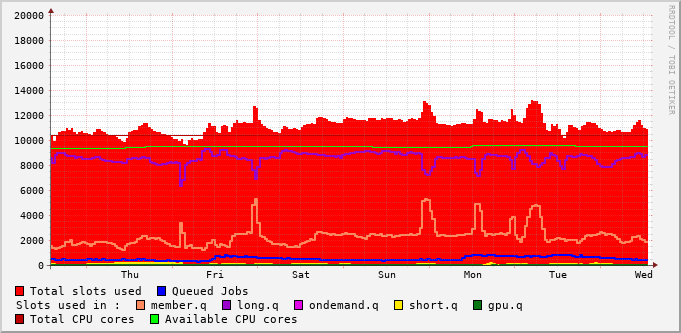 20000
18000
16000
14000
12000
10000
8000
6000
4000
2000
0
Thu Fri Sat Sun Mon Tue Wed
RRDTOOL / TOBI OETIKER
Total slots used Queued Jobs
Slots used in : member.q long.q ondemand.q short.q gpu.q
Total CPU cores Available CPU cores